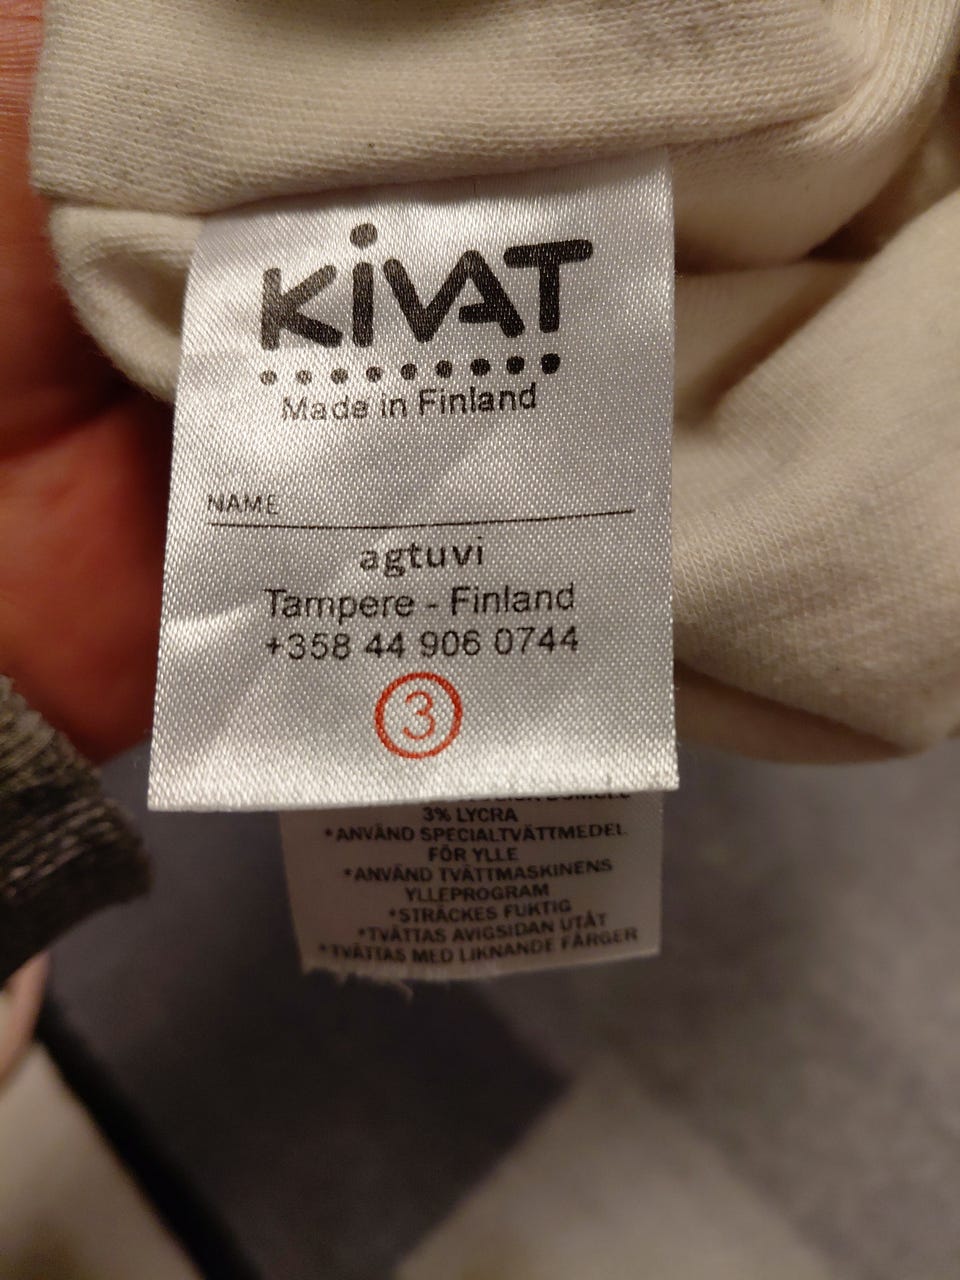 KiVAT
Made in Finland
NAME
agtuvi
Tampere - Finland
+358 44 906 0744
3
3% LYCRA
*ANVÄND SPECIALTVÄTTMEDEL
FÖR YLLE
*ANVÄND TVÄTTMASKINENS
YLLEPROGRAM
*STRÄCKES FUKTIG
*TVÄTTAS AVIGSIDAN UTÅT
*TVÄTTAS MED LIKNANDE FÄRGER